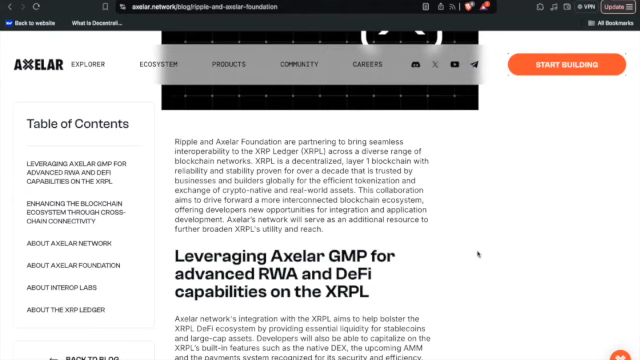 axelar.network/blog/ripple-and-axelar-foundation
VPN
Update
Back to website
What is Decentrali...
All Bookmarks
AXELAR
EXPLORER
ECOSYSTEM
PRODUCTS
COMMUNITY
CAREERS
START BUILDING
Table of Contents
LEVERAGING AXELAR GMP FOR
ADVANCED RWA AND DEFI
CAPABILITIES ON THE XRPL
ENHANCING THE BLOCKCHAIN
ECOSYSTEM THROUGH CROSS-
CHAIN CONNECTIVITY
ABOUT AXELAR NETWORK
ABOUT AXELAR FOUNDATION
ABOUT INTEROP LABS
ABOUT THE XRP LEDGER
BACK TO BLOG
Ripple and Axelar Foundation are partnering to bring seamless
interoperability to the XRP Ledger (XRPL) across a diverse range of
blockchain networks. XRPL is a decentralized, layer 1 blockchain with
reliability and stability proven for over a decade that is trusted by
businesses and builders globally for the efficient tokenization and
exchange of crypto-native and real-world assets. This collaboration
aims to drive forward a more interconnected blockchain ecosystem,
offering developers new opportunities for integration and application
development. Axelar's network will serve as an additional resource to
further broaden XRPL's utility and reach.
Leveraging Axelar GMP for
advanced RWA and DeFi
capabilities on the XRPL
Axelar network's integration with the XRPL aims to help bolster the
XRPL DeFi ecosystem by providing essential liquidity for stablecoins
and large-cap assets. Developers will also be able to capitalize on the
XRPL's built-in features such as the native DEX, the upcoming AMM
and the payments system recognized for its security and efficiency.